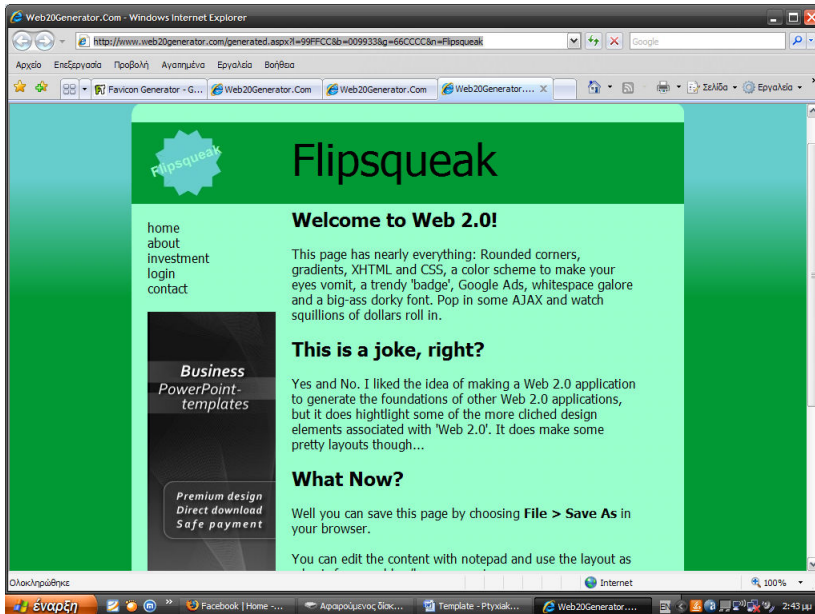 Web20Generator.Com - Windows Internet Explorer
http://www.web20generator.com/generated.aspx?l=99FFCC&b=009933&g=66CCCC&n=Flipsqueak
Google
Αρχείο Επεξεργασία Προβολή Αγαπημένα Εργαλεία Βοήθεια
Favicon Generator - G... Web20Generator.Com Web20Generator.Com Web20Generator.... X Σελίδα Εργαλεία
Flipsqueak
Flipsqueak
home
about
investment
login
contact
Business
PowerPoint-
templates
Premium design
Direct download
Safe payment
Welcome to Web 2.0!
This page has nearly everything: Rounded corners,
gradients, XHTML and CSS, a color scheme to make your
eyes vomit, a trendy 'badge', Google Ads, whitespace galore
and a big-ass dorky font. Pop in some AJAX and watch
squillions of dollars roll in.
This is a joke, right?
Yes and No. I liked the idea of making a Web 2.0 application
to generate the foundations of other Web 2.0 applications,
but it does hightlight some of the more cliched design
elements associated with 'Web 2.0'. It does make some
pretty layouts though...
What Now?
Well you can save this page by choosing File > Save As in
your browser.
You can edit the content with notepad and use the layout as
Ολοκληρώθηκε Internet 100%
έναρξη Facebook | Home -... Αφαιρούμενος δίσκ... Template - Ptyxiak... Web20Generator.... EN 2:43 μμ